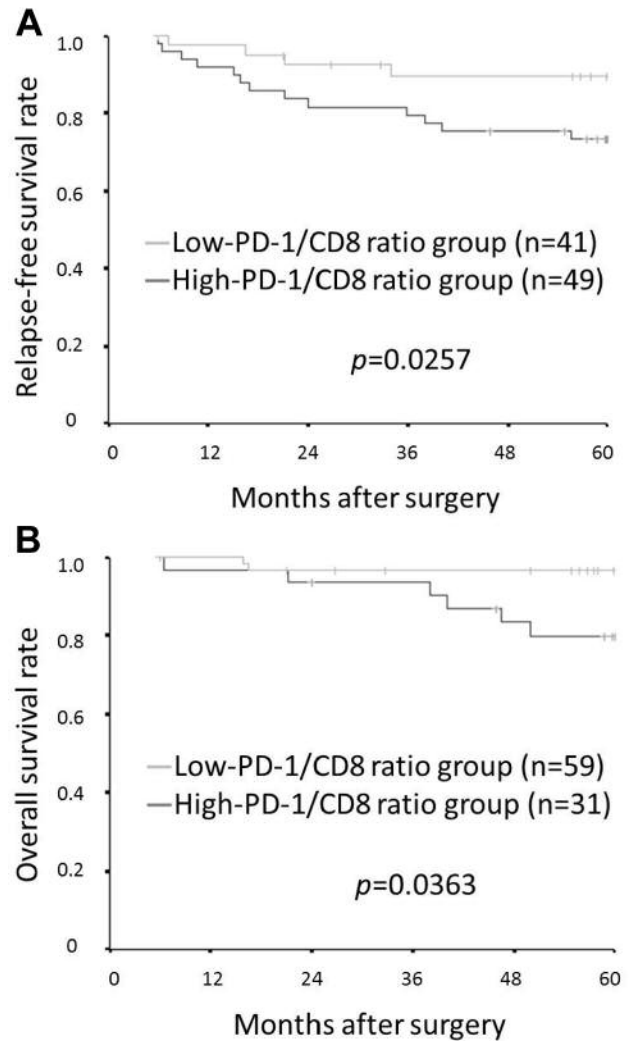 A
Relapse-free survival rate
1.0
0.8
0.6
0.4
0.2
0
Low-PD-1/CD8 ratio group (n=41)
High-PD-1/CD8 ratio group (n=49)
p=0.0257
0 12 24 36 48 60
Months after surgery
B
Overall survival rate
1.0
0.8
0.6
0.4
0.2
0
Low-PD-1/CD8 ratio group (n=59)
High-PD-1/CD8 ratio group (n=31)
p=0.0363
0 12 24 36 48 60
Months after surgery